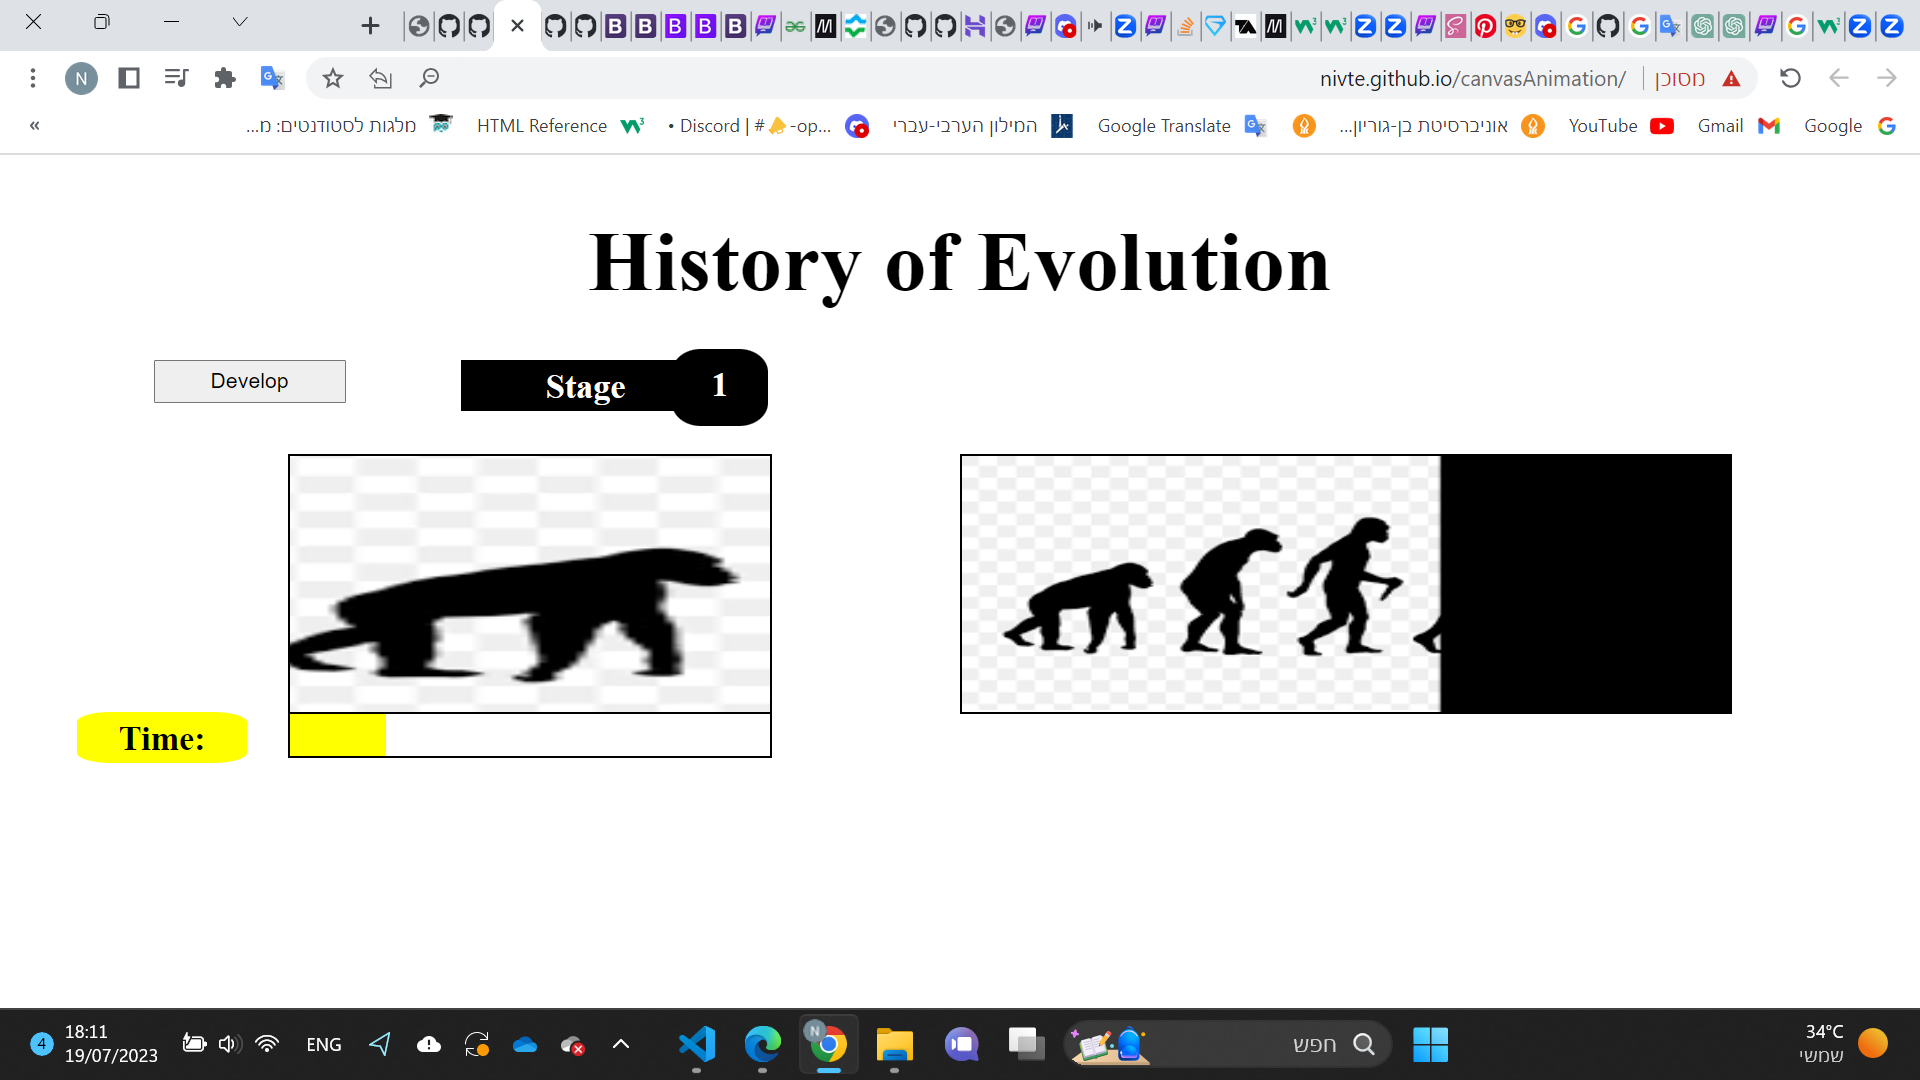 nivte.github.io/canvasAnimation/ מסוכן
Google
Gmail
YouTube
אוניברסיטת בן-גוריון...
Google Translate
המילון הערבי-עברי
• Discord | #📣-op...
HTML Reference
מלגות לסטודנטים: מ...
«
History of Evolution
Develop
Stage 1
Time:
18:11
19/07/2023
4
ENG
N
חפש
34°C
שמשי